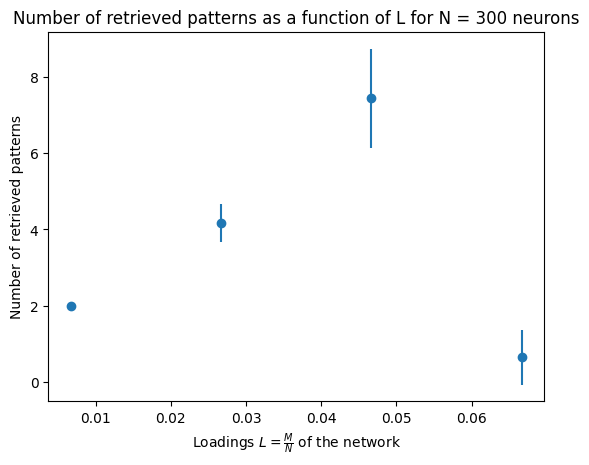 Number of retrieved patterns as a function of L for N = 300 neurons
Number of retrieved patterns
8
6
4
2
0
0.01 0.02 0.03 0.04 0.05 0.06
Loadings $L = \frac{M}{N}$ of the network